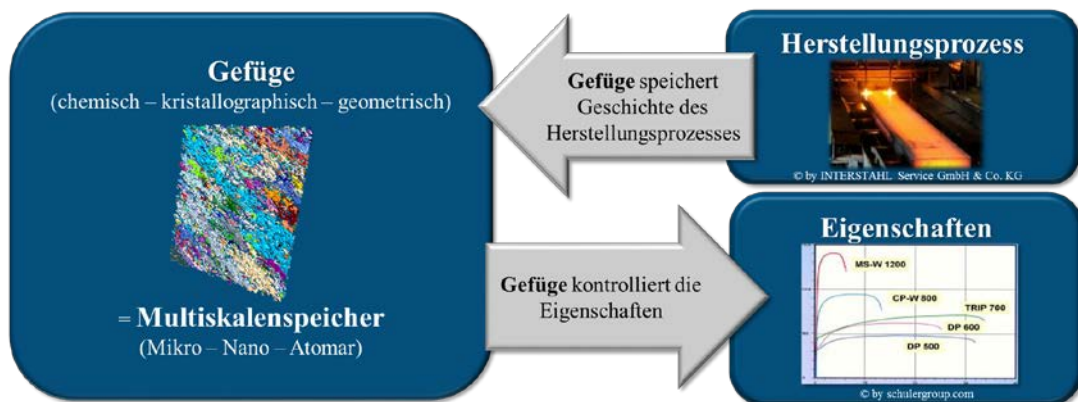 Gefüge
(chemisch – kristallographisch – geometrisch)
= Multiskalenspeicher
(Mikro – Nano – Atomar)
Gefüge speichert
Geschichte des
Herstellungsprozesses
Gefüge kontrolliert die
Eigenschaften
Herstellungsprozess
© by INTERSTAHL Service GmbH & Co. KG
Eigenschaften
MS-W 1200
CP-W 800
TRIP 700
DP 600
DP 500
© by schulergroup.com